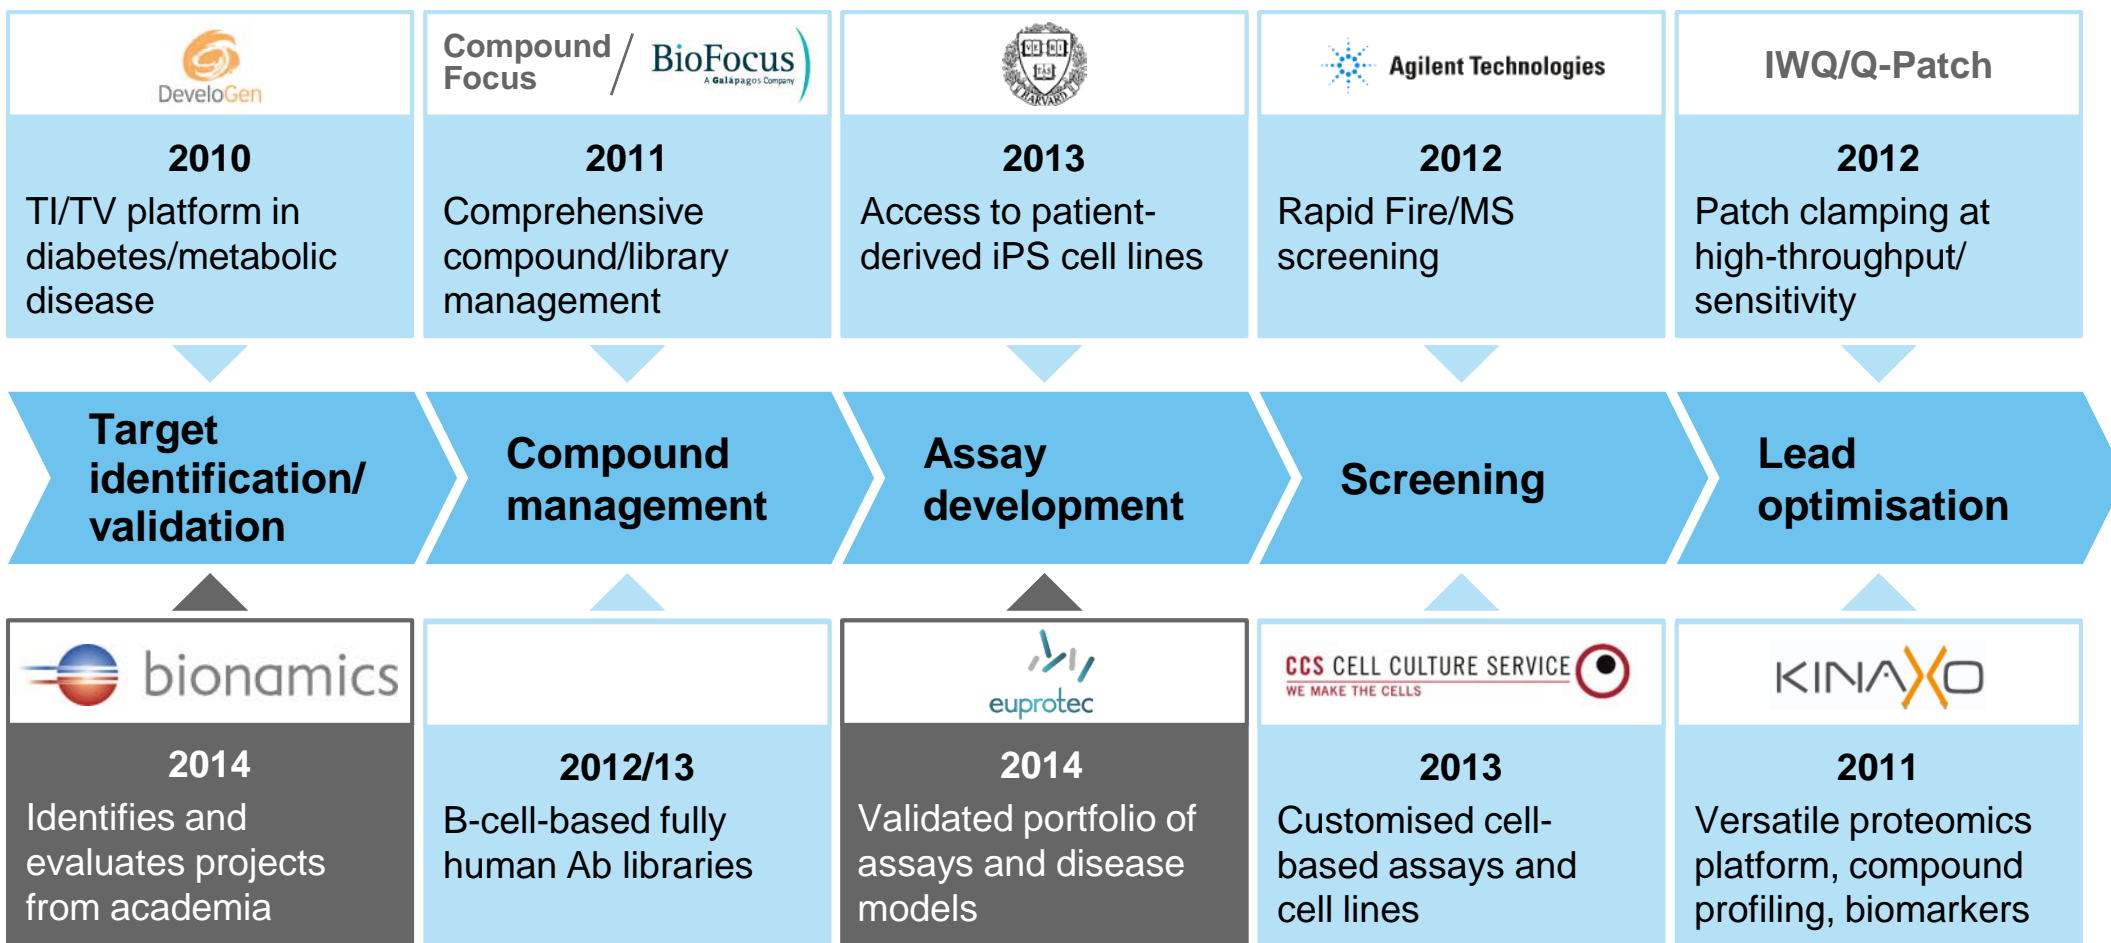 DeveloGen
2010
TI/TV platform in
diabetes/metabolic
disease
Compound
Focus
/
BioFocus
A Galápagos Company
2011
Comprehensive
compound/library
management
VE RI
TAS
HARVARD
2013
Access to patient-
derived iPS cell lines
Agilent Technologies
2012
Rapid Fire/MS
screening
IWQ/Q-Patch
2012
Patch clamping at
high-throughput/
sensitivity
Target
identification/
validation
Compound
management
Assay
development
Screening
Lead
optimisation
bionamics
2014
Identifies and
evaluates projects
from academia
2012/13
B-cell-based fully
human Ab libraries
euprotec
2014
Validated portfolio of
assays and disease
models
CCS CELL CULTURE SERVICE
WE MAKE THE CELLS
2013
Customised cell-
based assays and
cell lines
KINAXO
2011
Versatile proteomics
platform, compound
profiling, biomarkers